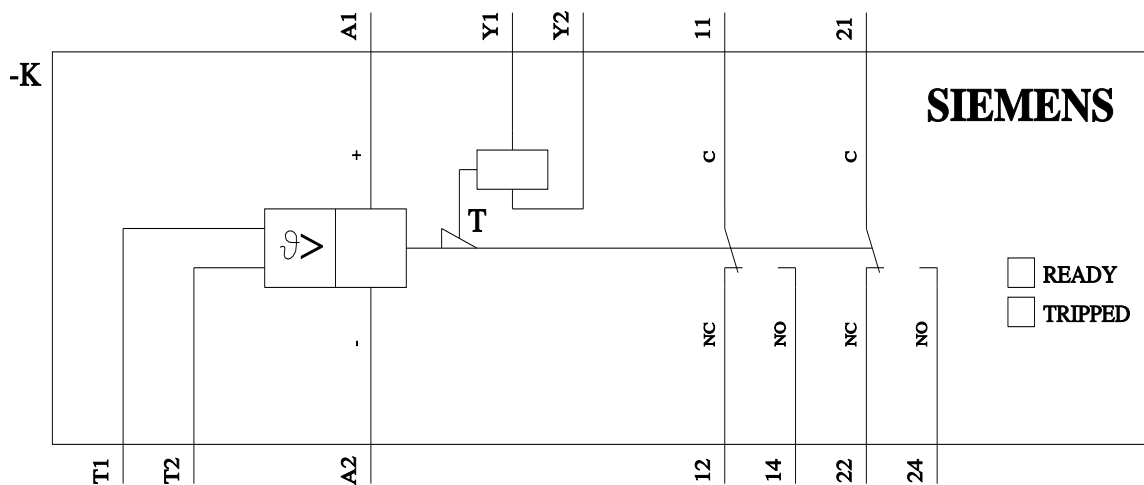 A1
Y1
Y2
11
21
-K
SIEMENS
+
C
C
T
ϑ>
READY
TRIPPED
-
NC
NO
NC
NO
T1
T2
A2
12
14
22
24